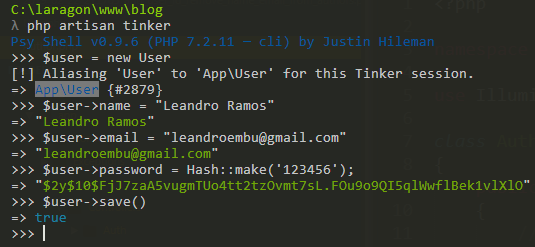 C:\laragon\www\blog
λ php artisan tinker
Psy Shell v0.9.6 (PHP 7.2.11 — cli) by Justin Hileman
>>> $user = new User
[!] Aliasing 'User' to 'App\User' for this Tinker session.
=> App\User {#2879}
>>> $user->name = "Leandro Ramos"
=> "Leandro Ramos"
>>> $user->email = "leandroembu@gmail.com"
=> "leandroembu@gmail.com"
>>> $user->password = Hash::make('123456');
=> "$2y$10$FjJ7zaA5vugmTUo4tt2tzOvmt7sL.FOu9o9QI5qlWwflBek1vlXlO"
>>> $user->save()
=> true
>>>